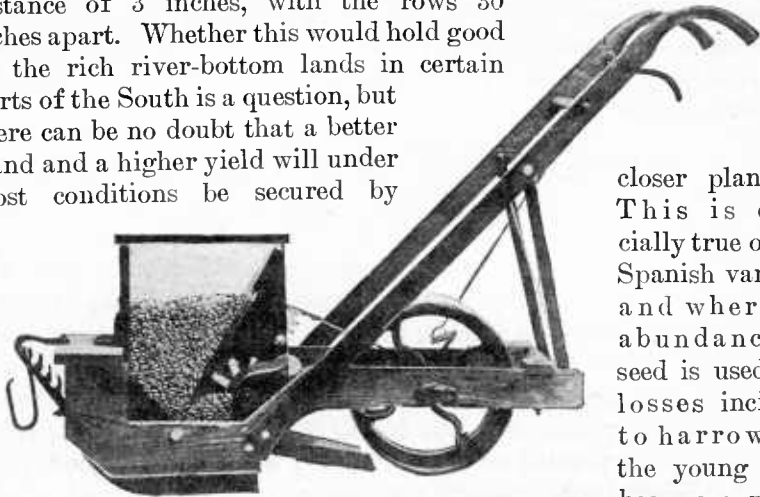 stance of 3 inches, with the rows 30
ches apart. Whether this would hold good
the rich river-bottom lands in certain
rts of the South is a question, but
ere can be no doubt that a better
and and a higher yield will under
ost conditions be secured by
closer plan
This is
cially true o
Spanish var
and wher
abundanc
seed is used
losses inci
to harrow
the young